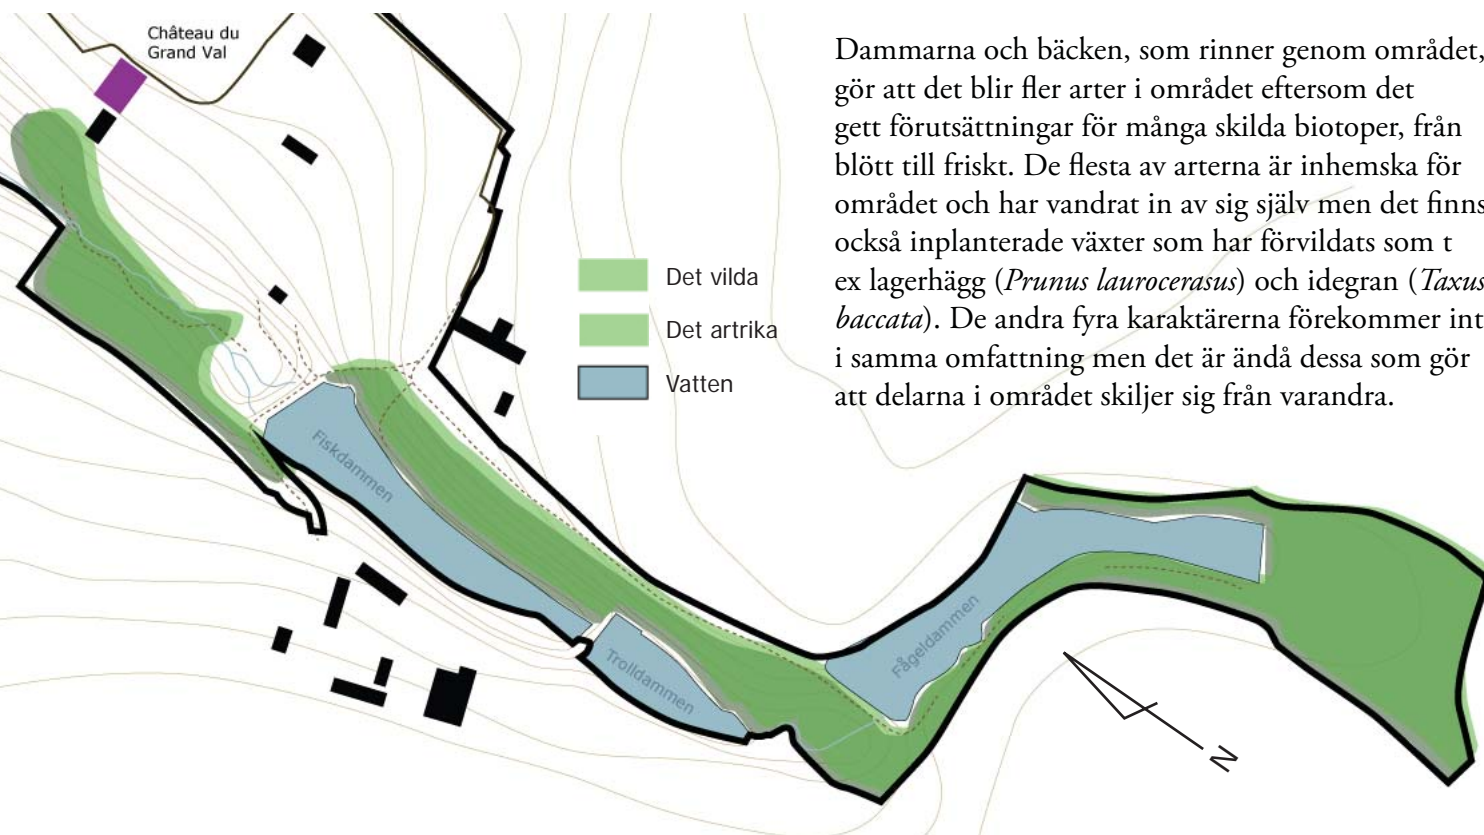 Château du
Grand Val
Dammarna och bäcken, som rinner genom området,
gör att det blir fler arter i området eftersom det
gett förutsättningar för många skilda biotoper, från
blött till friskt. De flesta av arterna är inhemska för
området och har vandrat in av sig själv men det finns
också inplanterade växter som har förvildats som t
ex lagerhägg (Prunus laurocerasus) och idegran (Taxus
baccata). De andra fyra karaktärerna förekommer int
i samma omfattning men det är ändå dessa som gör
att delarna i området skiljer sig från varandra.
Det vilda
Det artrika
Vatten
Fiskdammen
Trolldammen
Fågeldammen
N